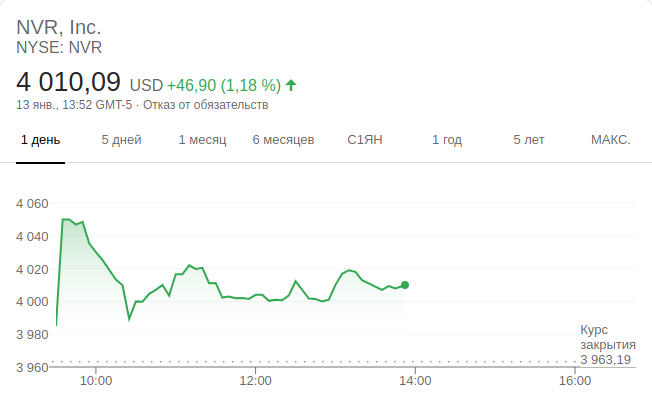 NVR, Inc.
NYSE: NVR
4 010,09 USD +46,90 (1,18 %)
13 янв., 13:52 GMT-5 · Отказ от обязательств
1 день 5 дней 1 месяц 6 месяцев С1ЯН 1 год 5 лет МАКС.
4 060
4 040
4 020
4 000
3 980
3 960
Курс
закрытия
3 963,19
10:00 12:00 14:00 16:00